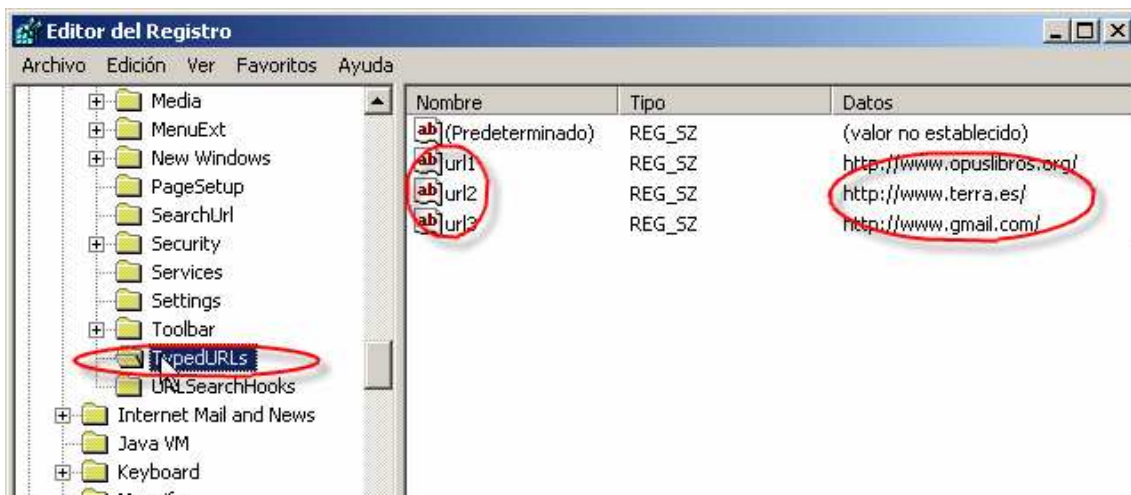 Editor del Registro
Archivo Edición Ver Favoritos Ayuda
Media
MenuExt
New Windows
PageSetup
SearchUrl
Security
Services
Settings
Toolbar
TypedURLs
URLSearchHooks
Internet Mail and News
Java VM
Keyboard
Nombre Tipo Datos
(Predeterminado) REG_SZ (valor no establecido)
url1 REG_SZ http://www.opuslibros.org/
url2 REG_SZ http://www.terra.es/
url3 REG_SZ http://www.gmail.com/